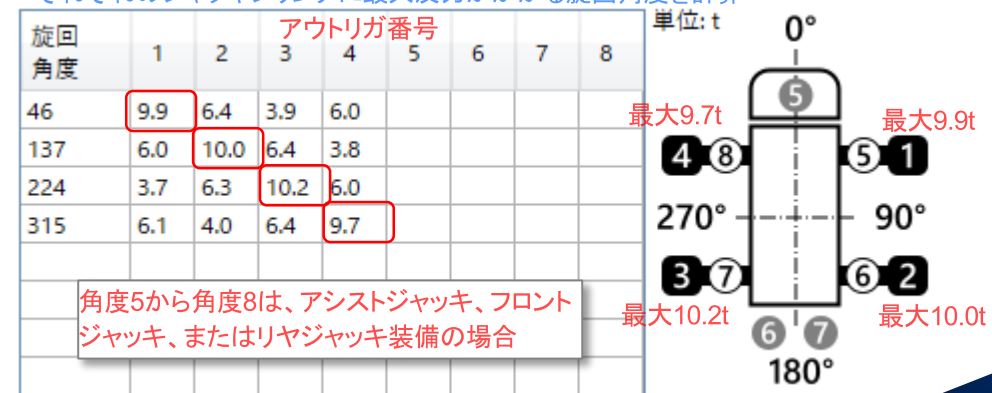 アウトリガ番号
旋回
角度 1 2 3 4 5 6 7 8
46 9.9 6.4 3.9 6.0
137 6.0 10.0 6.4 3.8
224 3.7 6.3 10.2 6.0
315 6.1 4.0 6.4 9.7
角度5から角度8は、アシストジャッキ、フロント
ジャッキ、またはリヤジャッキ装備の場合
単位: t
0°
5
最大9.7t
最大9.9t
4 8 5 1
270° 90°
3 7 6 2
最大10.2t
最大10.0t
6 7
180°